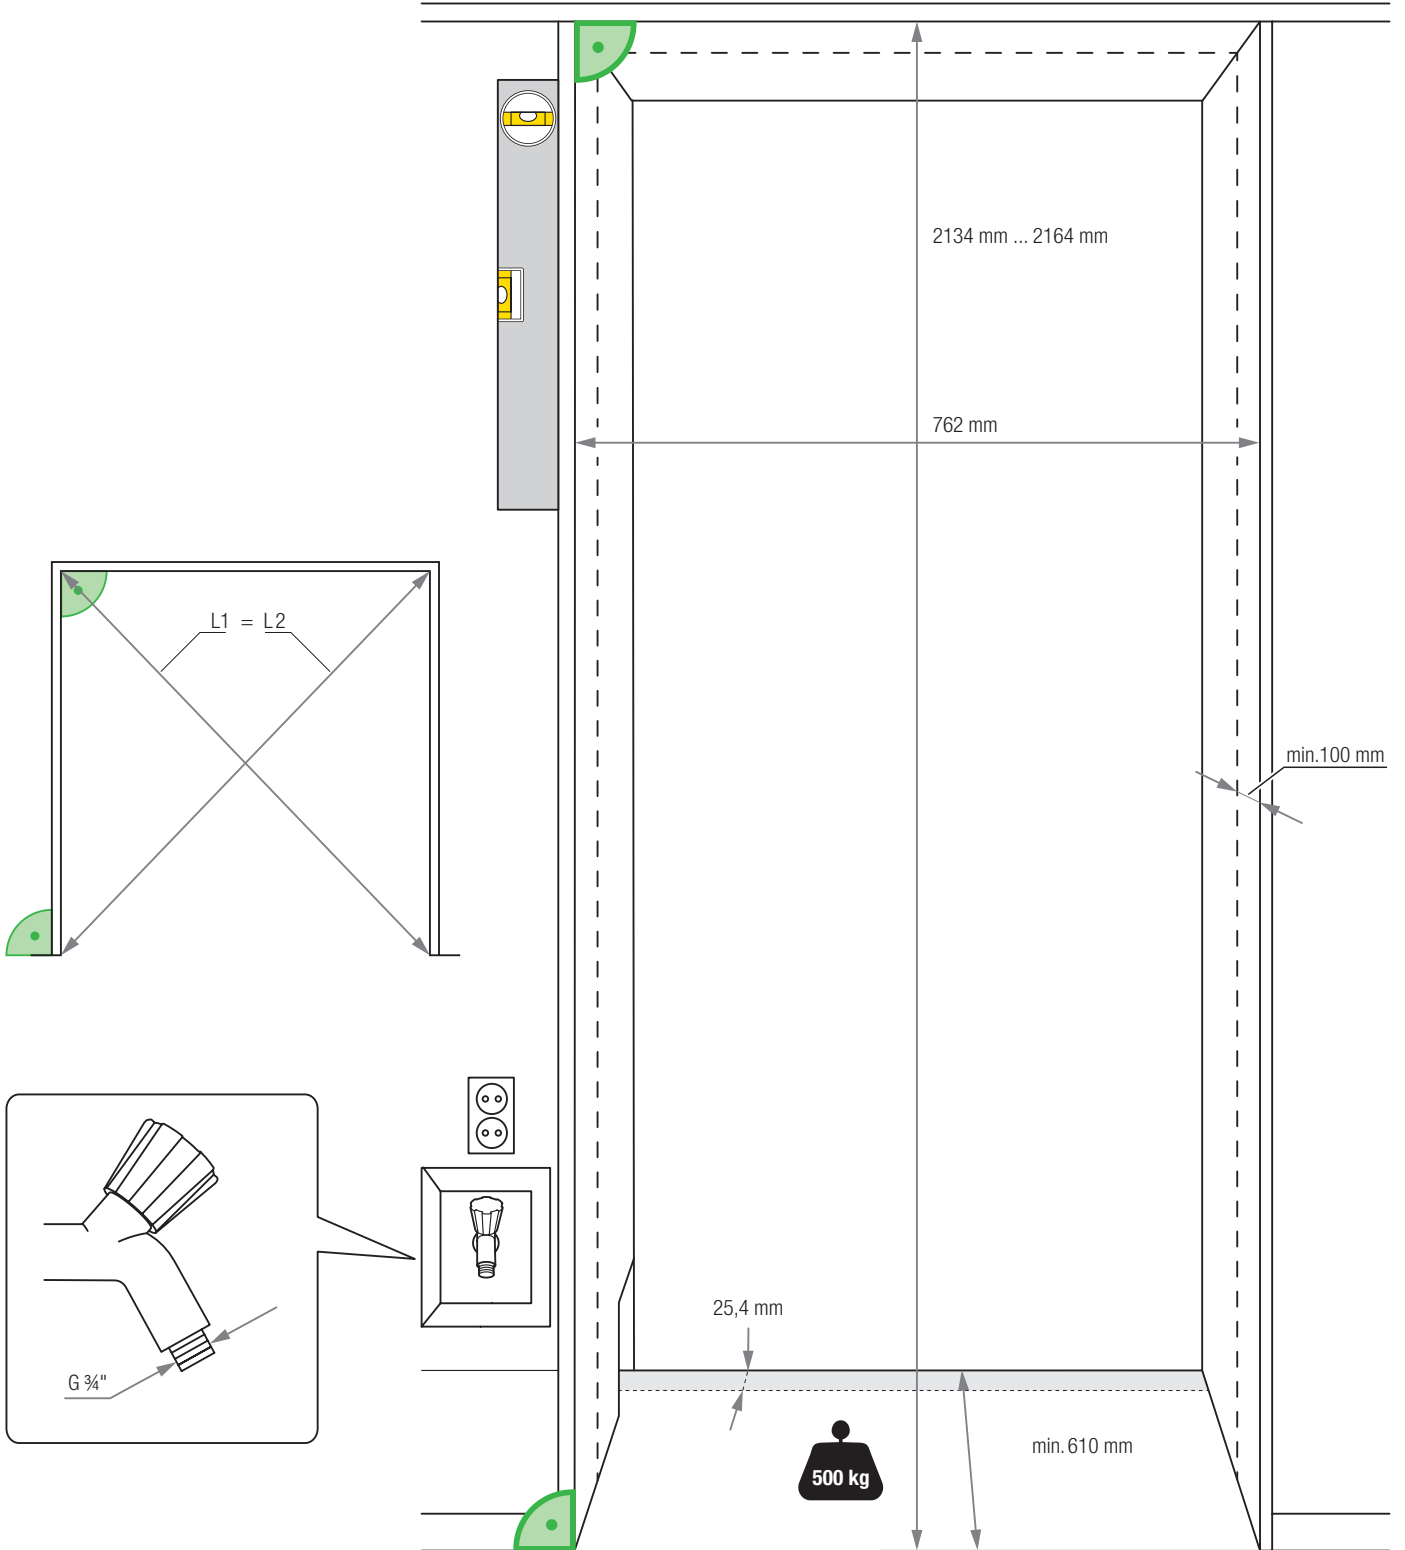 2134 mm ... 2164 mm
762 mm
L1 = L2
min.100 mm
25,4 mm
G ¾"
min. 610 mm
500 kg